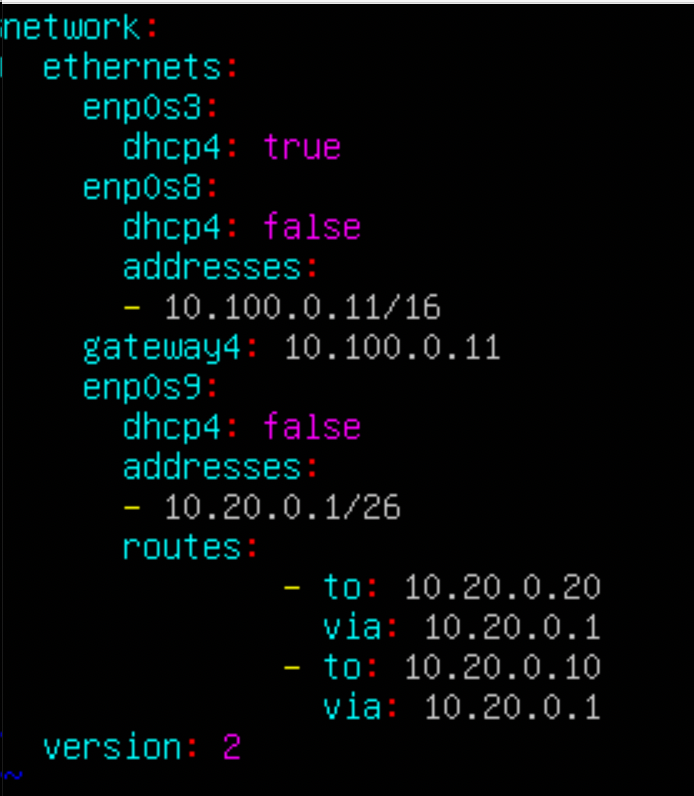 network:
  ethernets:
    enp0s3:
      dhcp4: true
    enp0s8:
      dhcp4: false
      addresses:
      - 10.100.0.11/16
    gateway4: 10.100.0.11
    enp0s9:
      dhcp4: false
      addresses:
      - 10.20.0.1/26
      routes:
              - to: 10.20.0.20
                via: 10.20.0.1
              - to: 10.20.0.10
                via: 10.20.0.1
  version: 2
~